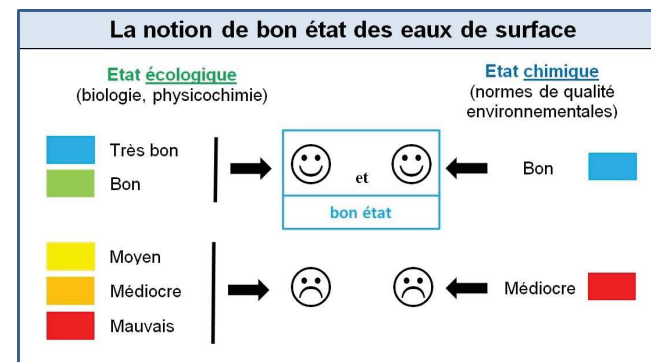 La notion de bon état des eaux de surface
Etat écologique
(biologie, physicochimie)
Etat chimique
(normes de qualité
environnementales)
Très bon
Bon
et
bon état
Bon
Moyen
Médiocre
Mauvais
Médiocre